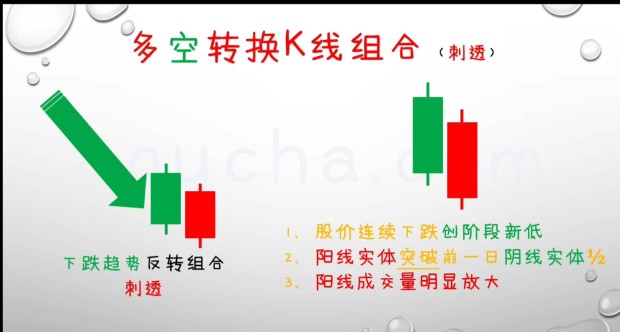 多空转换K线组合（刺透）
下跌趋势反转组合
刺透
1、股价连续下跌创阶段新低
2、阳线实体突破前一日阴线实体½
3、阳线成交量明显放大